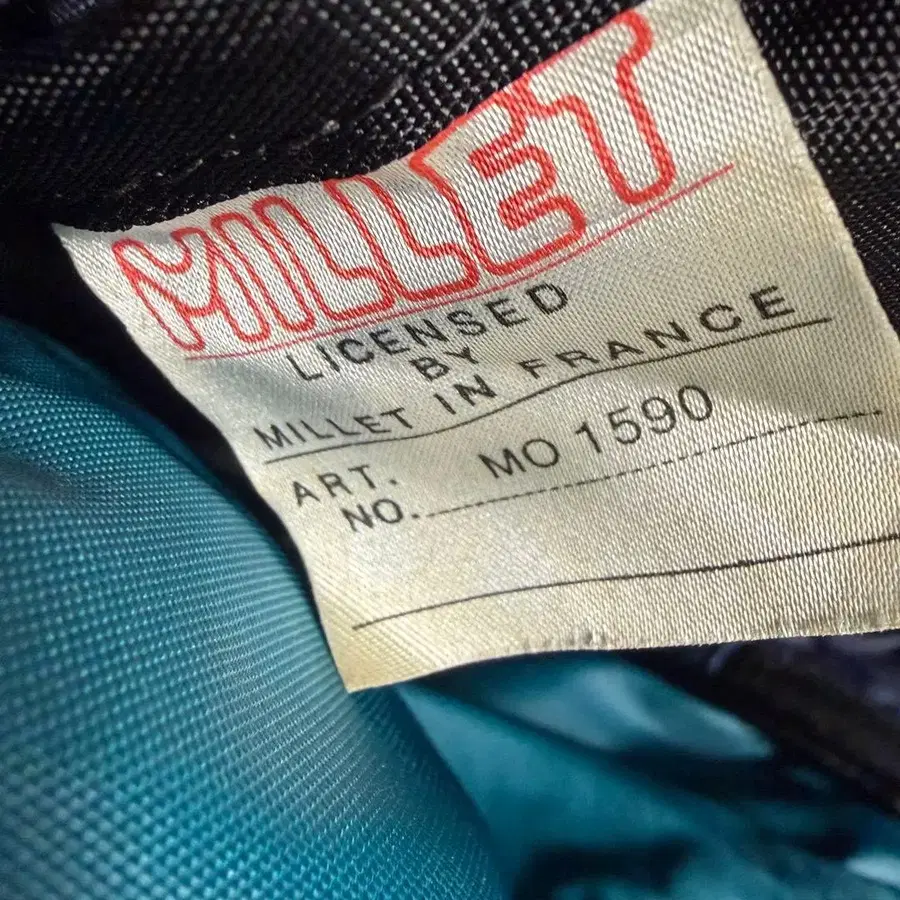 MILLET
LICENSED
BY
MILLET IN FRANCE
ART. MO 1590
NO.